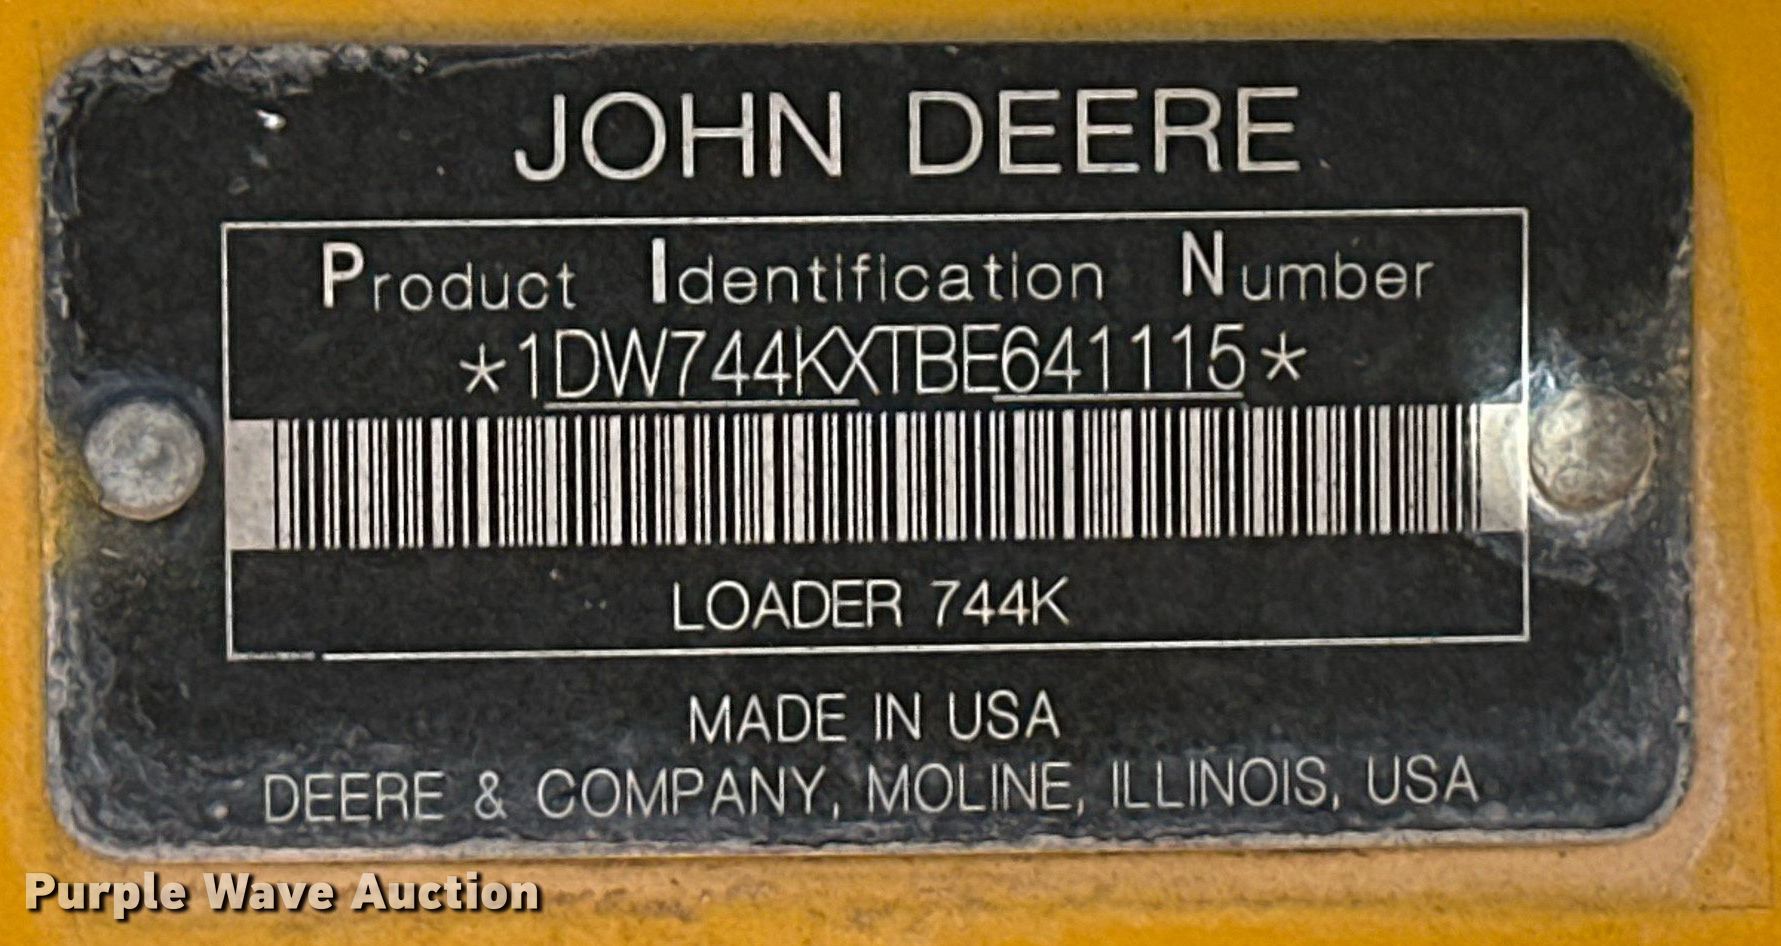 JOHN DEERE
Product Identification Number
*1DW744KXTBE641115*
LOADER 744K
MADE IN USA
DEERE & COMPANY, MOLINE, ILLINOIS, USA
Purple Wave Auction